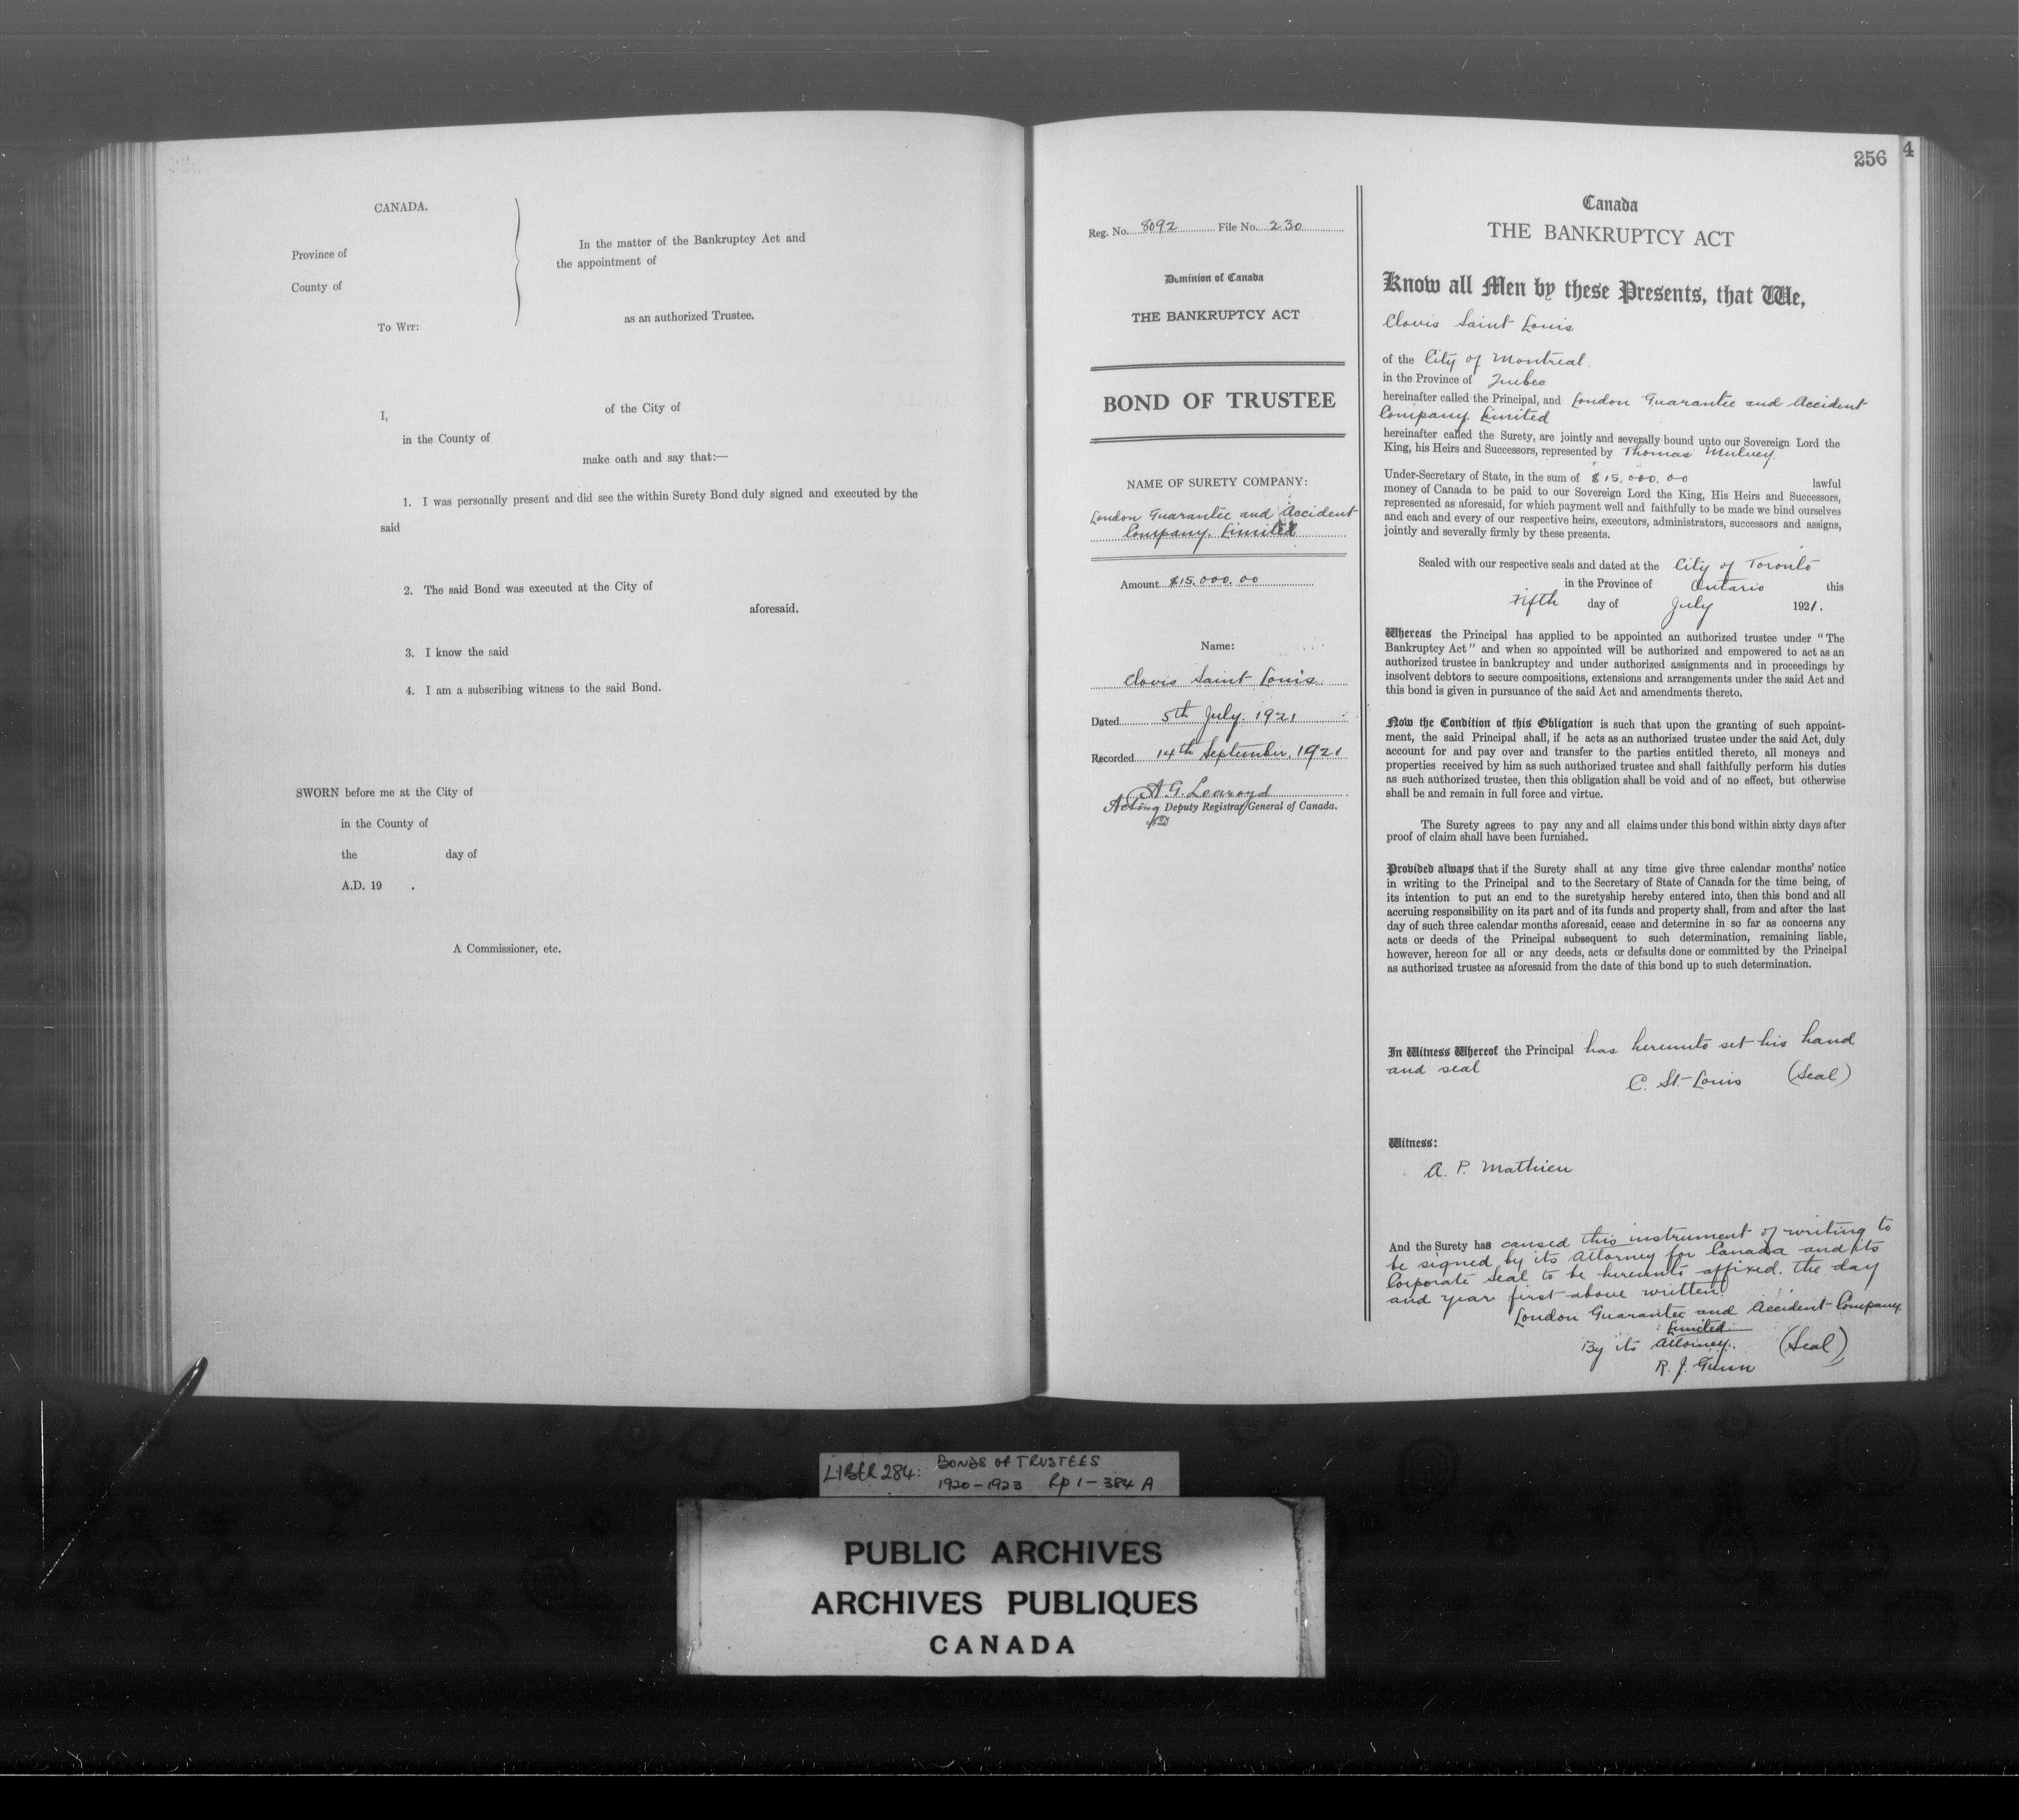 CANADA.
Province of
County of
To Wit:
In the matter of the Bankruptcy Act and
the appointment of
as an authorized Trustee.
I, of the City of
in the County of
make oath and say that:—
1. I was personally present and did see the within Surety Bond duly signed and executed by the
said
2. The said Bond was executed at the City of
aforesaid.
3. I know the said
4. I am a subscribing witness to the said Bond.
SWORN before me at the City of
in the County of
the day of
A.D. 19 .
A Commissioner, etc.
256
4
Reg. No. 8092 File No. 230
Dominion of Canada
THE BANKRUPTCY ACT
BOND OF TRUSTEE
NAME OF SURETY COMPANY:
London Guarantee and Accident
Company, Limited
Amount $15.000.00
Name:
Clovis Saint Louis
Dated 5th July, 1921
Recorded 14th September, 1921
A. G. Learoyd
Acting Deputy Registrar General of Canada.
Canada
THE BANKRUPTCY ACT
Know all Men by these Presents, that We,
Clovis Saint Louis
of the City of Montreal.
in the Province of Quebec
hereinafter called the Principal, and London Guarantee and Accident
Company, Limited
hereinafter called the Surety, are jointly and severally bound unto our Sovereign Lord the
King, his Heirs and Successors, represented by Thomas Mulvey.
Under-Secretary of State, in the sum of $15.000.00 lawful
money of Canada to be paid to our Sovereign Lord the King, His Heirs and Successors,
represented as aforesaid, for which payment well and faithfully to be made we bind ourselves
and each and every of our respective heirs, executors, administrators, successors and assigns,
jointly and severally firmly by these presents.
Sealed with our respective seals and dated at the City of Toronto
in the Province of Ontario this
Fifth day of July 1921.
Whereas the Principal has applied to be appointed an authorized trustee under "The
Bankruptcy Act" and when so appointed will be authorized and empowered to act as an
authorized trustee in bankruptcy and under authorized assignments and in proceedings by
insolvent debtors to secure compositions, extensions and arrangements under the said Act and
this bond is given in pursuance of the said Act and amendments thereto.
Now the Condition of this Obligation is such that upon the granting of such appoint-
ment, the said Principal shall, if he acts as an authorized trustee under the said Act, duly
account for and pay over and transfer to the parties entitled thereto, all moneys and
properties received by him as such authorized trustee and shall faithfully perform his duties
as such authorized trustee, then this obligation shall be void and of no effect, but otherwise
shall be and remain in full force and virtue.
The Surety agrees to pay any and all claims under this bond within sixty days after
proof of claim shall have been furnished.
Provided always that if the Surety shall at any time give three calendar months' notice
in writing to the Principal and to the Secretary of State of Canada for the time being, of
its intention to put an end to the suretyship hereby entered into, then this bond and all
accruing responsibility on its part and of its funds and property shall, from and after the last
day of such three calendar months aforesaid, cease and determine in so far as concerns any
acts or deeds of the Principal subsequent to such determination, remaining liable,
however, hereon for all or any deeds, acts or defaults done or committed by the Principal
as authorized trustee as aforesaid from the date of this bond up to such determination.
In Witness Whereof the Principal has hereunto set his hand
and seal
C. St-Louis (Seal)
Witness:
A. P. Mathieu
And the Surety has caused this instrument of writing to
be signed by its Attorney for Canada and its
Corporate Seal to be hereunto affixed. the day
and year first above written
London Guarantee and Accident Company,
Limited
By its Attorney. (Seal)
R. J. Gunn
LIBER 284: BONDS OF TRUSTEES
1920-1923 Rp 1-384 A
PUBLIC ARCHIVES
ARCHIVES PUBLIQUES
CANADA